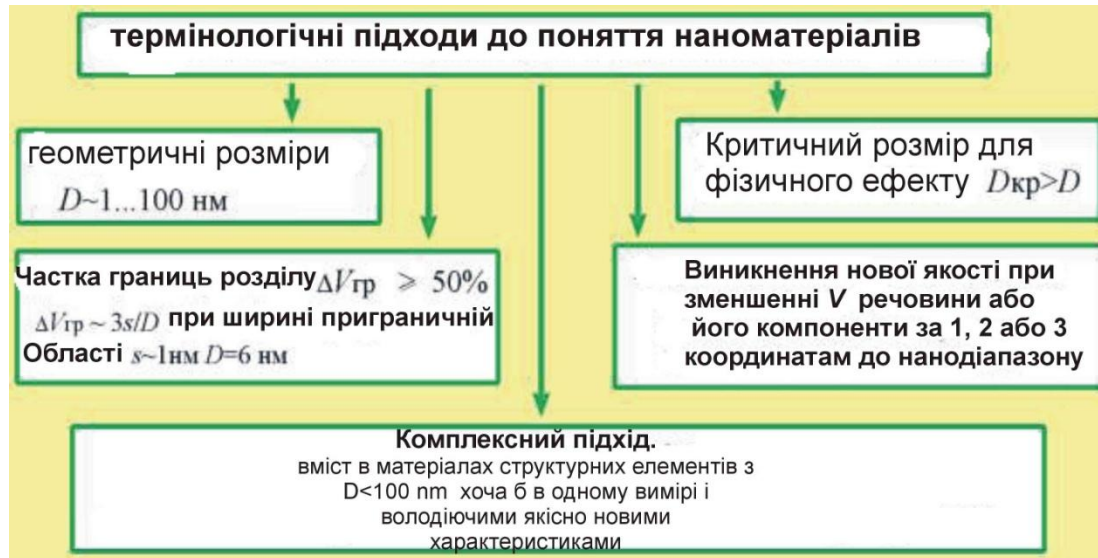 термінологічні підходи до поняття наноматеріалів
геометричні розміри
D~1...100 нм
Критичний розмір для
фізичного ефекту Dкр>D
Частка границь розділу ΔVгр ⩾ 50%
ΔVгр ~ 3s/D при ширині приграничній
Області s~1нм D=6 нм
Виникнення нової якості при
зменшенні V речовини або
його компоненти за 1, 2 або 3
координатам до нанодіапазону
Комплексний підхід.
вміст в матеріалах структурних елементів з
D<100 nm хоча б в одному вимірі і
володіючими якісно новими
характеристиками